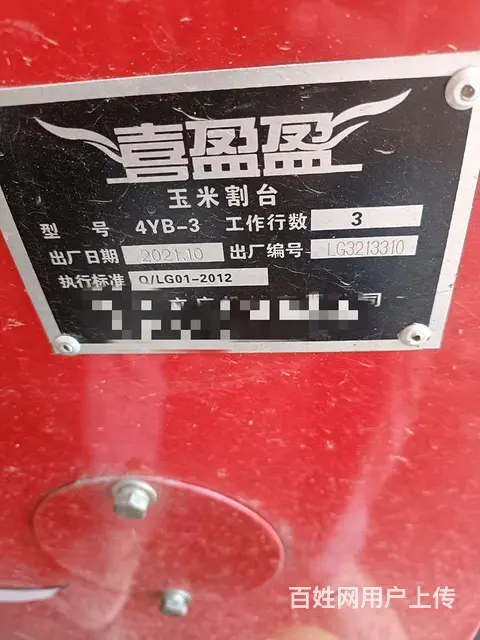 喜盈盈
玉米割台
型 号 4YB-3 工作行数 3
出厂日期 2021.10 出厂编号 LG3213310
执行标准 Q/LG01-2012
百姓网用户上传